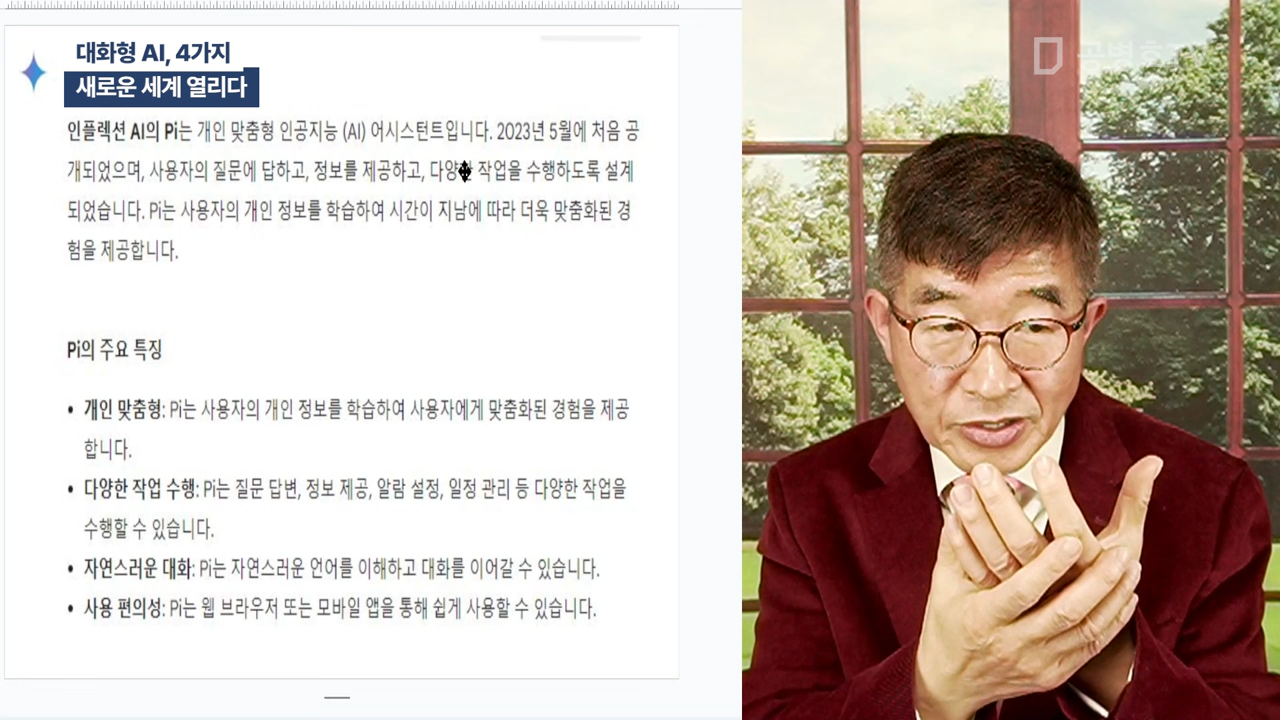 대화형 AI, 4가지
새로운 세계 열리다
공병호TV
인플렉션 AI의 Pi는 개인 맞춤형 인공지능 (AI) 어시스턴트입니다. 2023년 5월에 처음 공
개되었으며, 사용자의 질문에 답하고, 정보를 제공하고, 다양한 작업을 수행하도록 설계
되었습니다. Pi는 사용자의 개인 정보를 학습하여 시간이 지남에 따라 더욱 맞춤화된 경
험을 제공합니다.
Pi의 주요 특징
• 개인 맞춤형: Pi는 사용자의 개인 정보를 학습하여 사용자에게 맞춤화된 경험을 제공
합니다.
• 다양한 작업 수행: Pi는 질문 답변, 정보 제공, 알람 설정, 일정 관리 등 다양한 작업을
수행할 수 있습니다.
• 자연스러운 대화: Pi는 자연스러운 언어를 이해하고 대화를 이어갈 수 있습니다.
• 사용 편의성: Pi는 웹 브라우저 또는 모바일 앱을 통해 쉽게 사용할 수 있습니다.